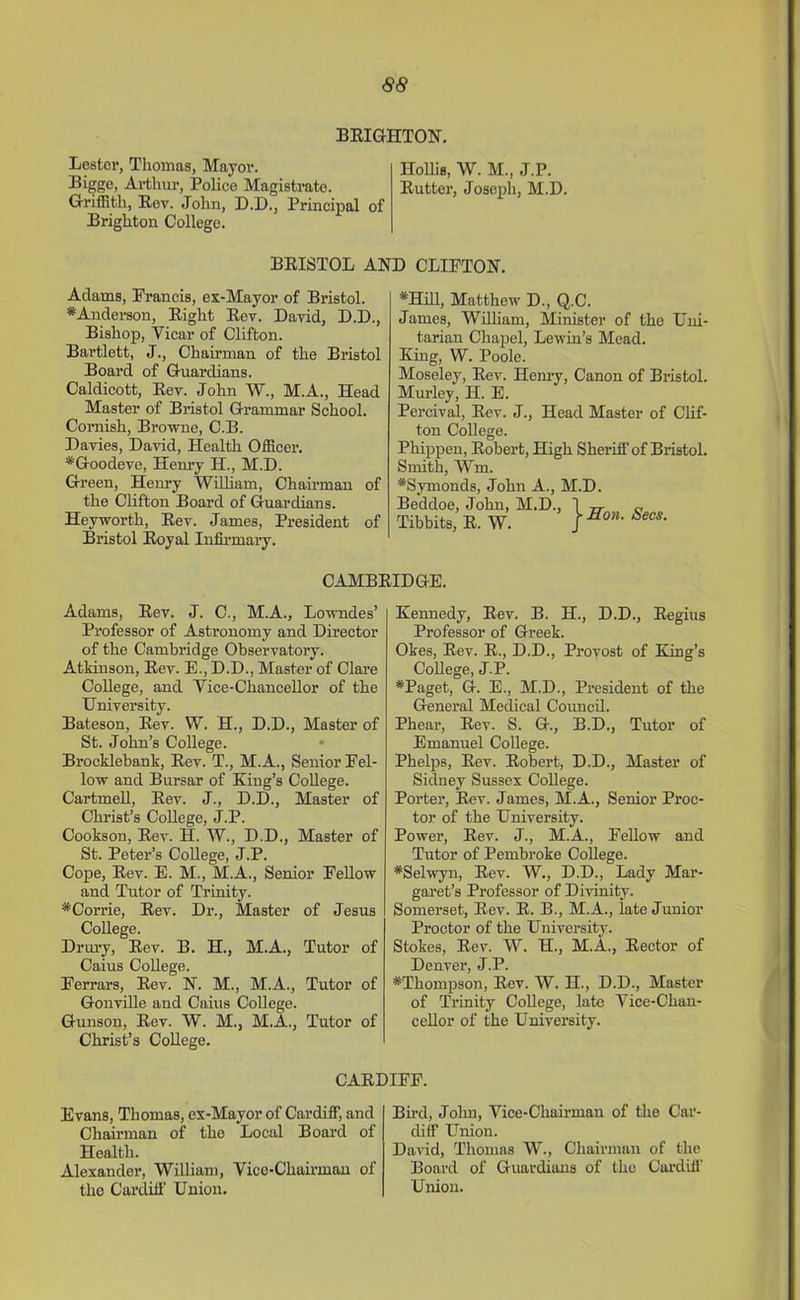 88
BRIGHTON.
Lester, Thomas, Mayor.
Bigge, Arthur, Police Magistrate.
Griffith, Rev. John, D.D., Principal of
Brighton College.
Hollis, W. M., J.P.
Rutter, Joseph, M.D.
BRISTOL AND CLIFTON.
Adams, Francis, ex-Mayor of Bristol.
*Anderson, Right Rev. David, D.D.,
Bishop, Vicar of Clifton.
Bartlett, J., Chairman of the Bristol
Board of Guardians.
Caldicott, Rev. John W., M.A., Head
Master of Bristol Grammar School.
Cornish, Browne, C.B.
Davies, David, Health Officer.
*Goodeve, Henry H., M.D.
Green, Henry William, Chairman of
the Clifton Board of Guardians.
Heyworth, Rev. James, President of
Bristol Royal Infirmary.
*Hill, Matthew D., Q.C.
James, William, Minister of the Uni-
tarian Chapel, Lewin's Mead.
King, W. Poole.
Moseley, Rev. Henry, Canon of Bristol.
Murley, H. E.
Percival, Rev. J., Head Master of Clif-
ton College.
Phippen, Robert, High Sheriff of Bristol.
Smith, Wm.
*Symonds, John A., M.D.
Beddoe, John, M.D., } Hon. Secs.
Tibbits, R. W.
CAMBRIDGE.
Adams, Rev. J. C., M.A., Lowndes'
Professor of Astronomy and Director
of the Cambridge Observatory.
Atkinson, Rev. E., D.D., Master of Clare
College, and Vice-Chancellor of the
University.
Bateson, Rev. W. H., D.D., Master of
St. John's College.
Brocklebank, Rev. T., M.A., Senior Fel-
low and Bursar of King's College.
Cartmell, Rev. J., D.D., Master of
Christ's College, J.P.
Cookson, Rev. H. W., D.D., Master of
St. Peter's College, J.P.
Cope, Rev. E. M., M.A., Senior Fellow
and Tutor of Trinity.
*Corrie, Rev. Dr., Master of Jesus
College.
Drury, Rev. B. H., M.A., Tutor of
Caius College.
Ferrars, Rev. N. M., M.A., Tutor of
Gonville and Caius College.
Gunson, Rev. W. M., M.A., Tutor of
Christ's College.
Kennedy, Rev. B. H., D.D., Regius
Professor of Greek.
Okes, Rev. R., D.D., Provost of King's
College, J.P.
*Paget, G. E., M.D., President of the
General Medical Council.
Phear, Rev. S. G., B.D., Tutor of
Emanuel College.
Phelps, Rev. Robert, D.D., Master of
Sidney Sussex College.
Porter, Rev. James, M.A., Senior Proc-
tor of the University.
Power, Rev. J., M.A., Fellow and
Tutor of Pembroke College.
*Selwyn, Rev. W., D.D., Lady Mar-
garet's Professor of Divinity.
Somerset, Rev. R. B., M.A., late Junior
Proctor of the University.
Stokes, Rev. W. H., M.A., Rector of
Denver, J.P.
*Thompson, Rev. W. H., D.D., Master
of Trinity College, late Vice-Chan-
cellor of the University.
CARDIFF.
Evans, Thomas, ex-Mayor of Cardiff, and
Chairman of the Local Board of
Health.
Alexander, William, Vice-Chairman of
the Cardiff Union.
Bird, John, Vice-Chairman of the Car-
diff Union.
David, Thomas W., Chairman of the
Board of Guardians of the Cardiff
Union.